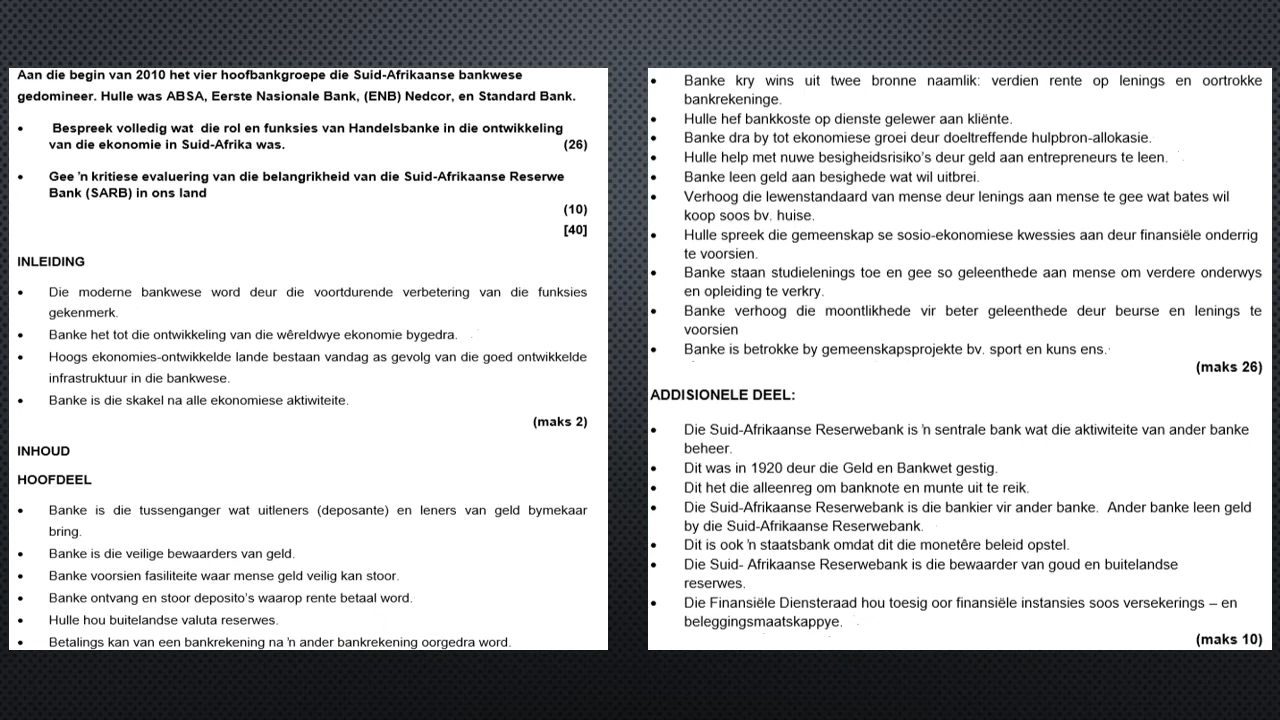 Aan die begin van 2010 het vier hoofbankgroepe die Suid-Afrikaanse bankwese
gedomineer. Hulle was ABSA, Eerste Nasionale Bank, (ENB) Nedcor, en Standard Bank.
• Bespreek volledig wat die rol en funksies van Handelsbanke in die ontwikkeling
van die ekonomie in Suid-Afrika was. (26)
• Gee 'n kritiese evaluering van die belangrikheid van die Suid-Afrikaanse Reserwe
Bank (SARB) in ons land
(10)
[40]
INLEIDING
• Die moderne bankwese word deur die voortdurende verbetering van die funksies
gekenmerk.
• Banke het tot die ontwikkeling van die wêreldwye ekonomie bygedra.
• Hoogs ekonomies-ontwikkelde lande bestaan vandag as gevolg van die goed ontwikkelde
infrastruktuur in die bankwese.
• Banke is die skakel na alle ekonomiese aktiwiteite.
(maks 2)
INHOUD
HOOFDEEL
• Banke is die tussenganger wat uitleners (deposante) en leners van geld bymekaar
bring.
• Banke is die veilige bewaarders van geld.
• Banke voorsien fasiliteite waar mense geld veilig kan stoor.
• Banke ontvang en stoor deposito's waarop rente betaal word.
• Hulle hou buitelandse valuta reserwes.
• Betalings kan van een bankrekening na 'n ander bankrekening oorgedra word.
• Banke kry wins uit twee bronne naamlik: verdien rente op lenings en oortrokke
bankrekeninge.
• Hulle hef bankkoste op dienste gelewer aan kliënte.
• Banke dra by tot ekonomiese groei deur doeltreffende hulpbron-allokasie.
• Hulle help met nuwe besigheidsrisiko's deur geld aan entrepreneurs te leen.
• Banke leen geld aan besighede wat wil uitbrei.
• Verhoog die lewenstandaard van mense deur lenings aan mense te gee wat bates wil
koop soos bv. huise.
• Hulle spreek die gemeenskap se sosio-ekonomiese kwessies aan deur finansiële onderrig
te voorsien.
• Banke staan studielenings toe en gee so geleenthede aan mense om verdere onderwys
en opleiding te verkry.
• Banke verhoog die moontlikhede vir beter geleenthede deur beurse en lenings te
voorsien
• Banke is betrokke by gemeenskapsprojekte bv. sport en kuns ens.
(maks 26)
ADDISIONELE DEEL:
• Die Suid-Afrikaanse Reserwebank is 'n sentrale bank wat die aktiwiteite van ander banke
beheer.
• Dit was in 1920 deur die Geld en Bankwet gestig.
• Dit het die alleenreg om banknote en munte uit te reik.
• Die Suid-Afrikaanse Reserwebank is die bankier vir ander banke. Ander banke leen geld
by die Suid-Afrikaanse Reserwebank.
• Dit is ook 'n staatsbank omdat dit die monetêre beleid opstel.
• Die Suid- Afrikaanse Reserwebank is die bewaarder van goud en buitelandse
reserwes.
• Die Finansiële Diensteraad hou toesig oor finansiële instansies soos versekerings – en
beleggingsmaatskappye.
(maks 10)